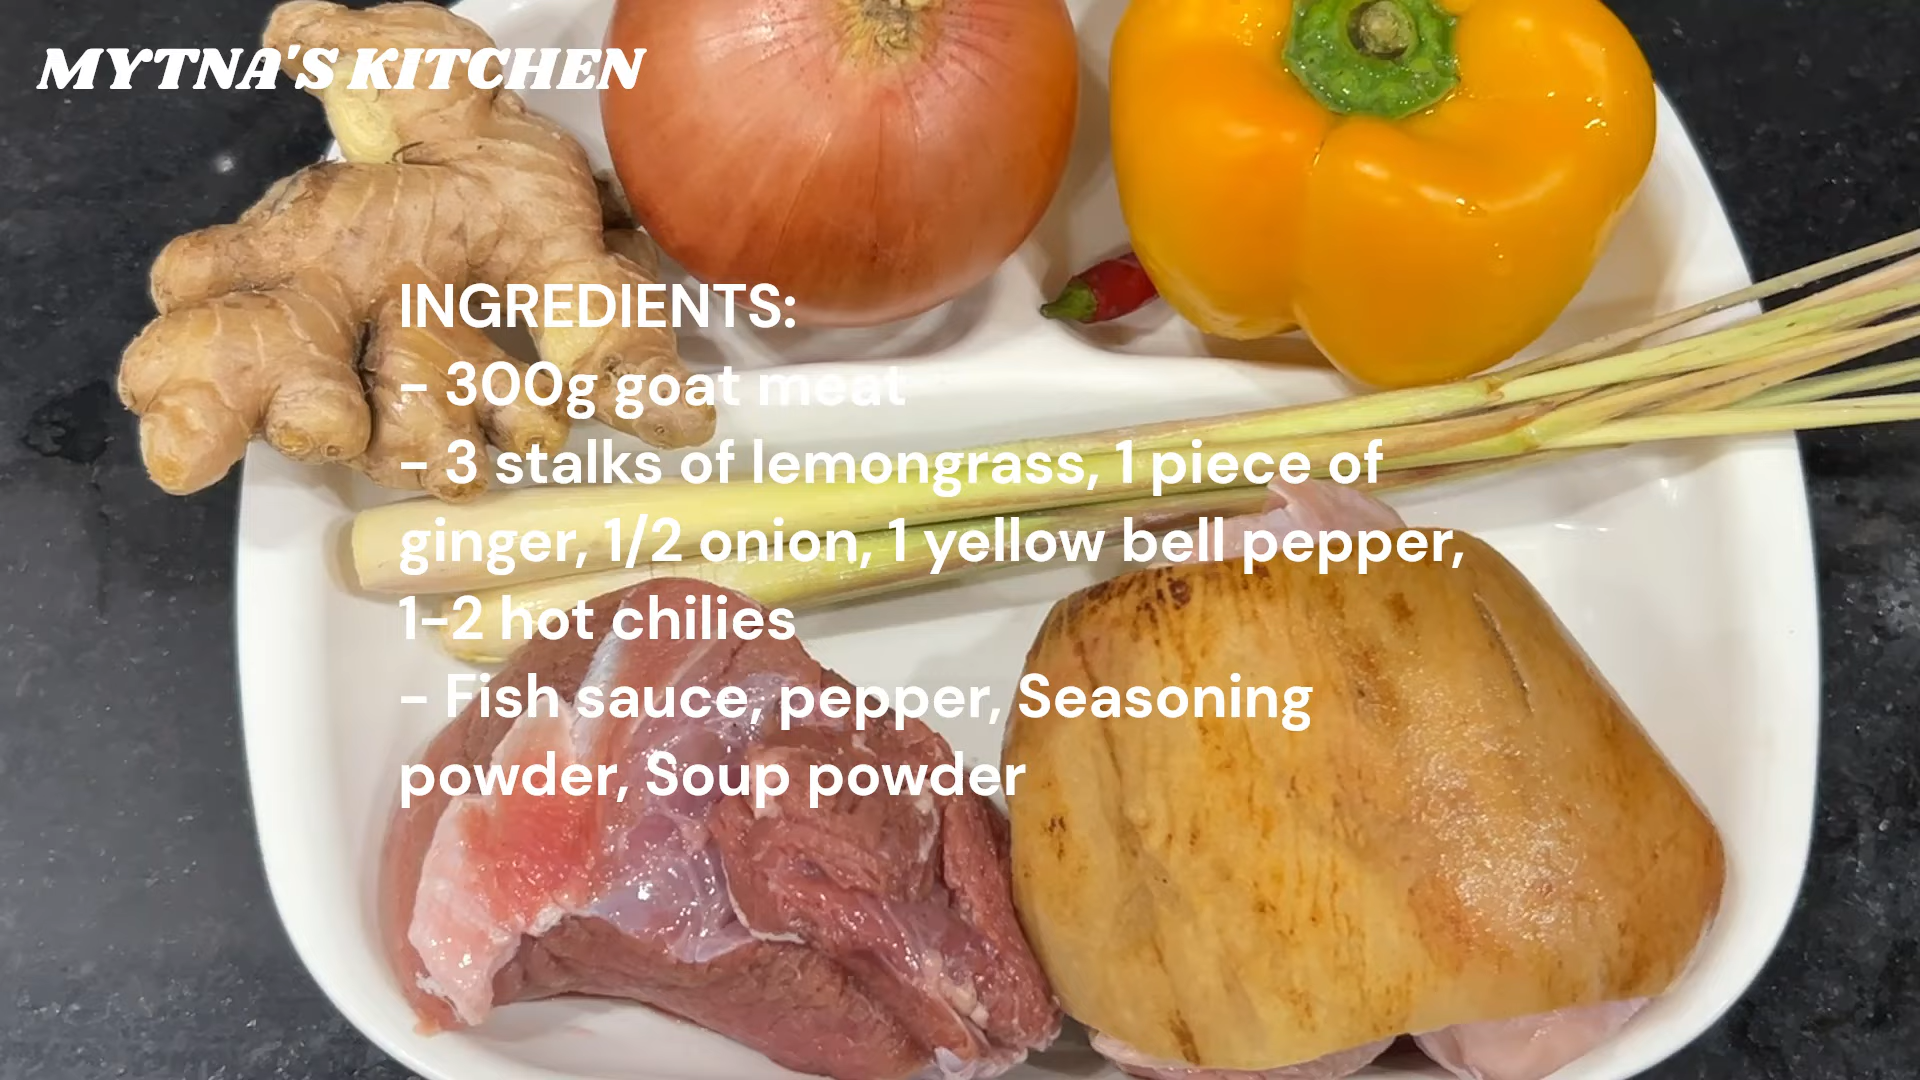 MYTNA'S KITCHEN
INGREDIENTS:
- 300g goat meat
- 3 stalks of lemongrass, 1 piece of
ginger, 1/2 onion, 1 yellow bell pepper,
1-2 hot chilies
- Fish sauce, pepper, Seasoning
powder, Soup powder